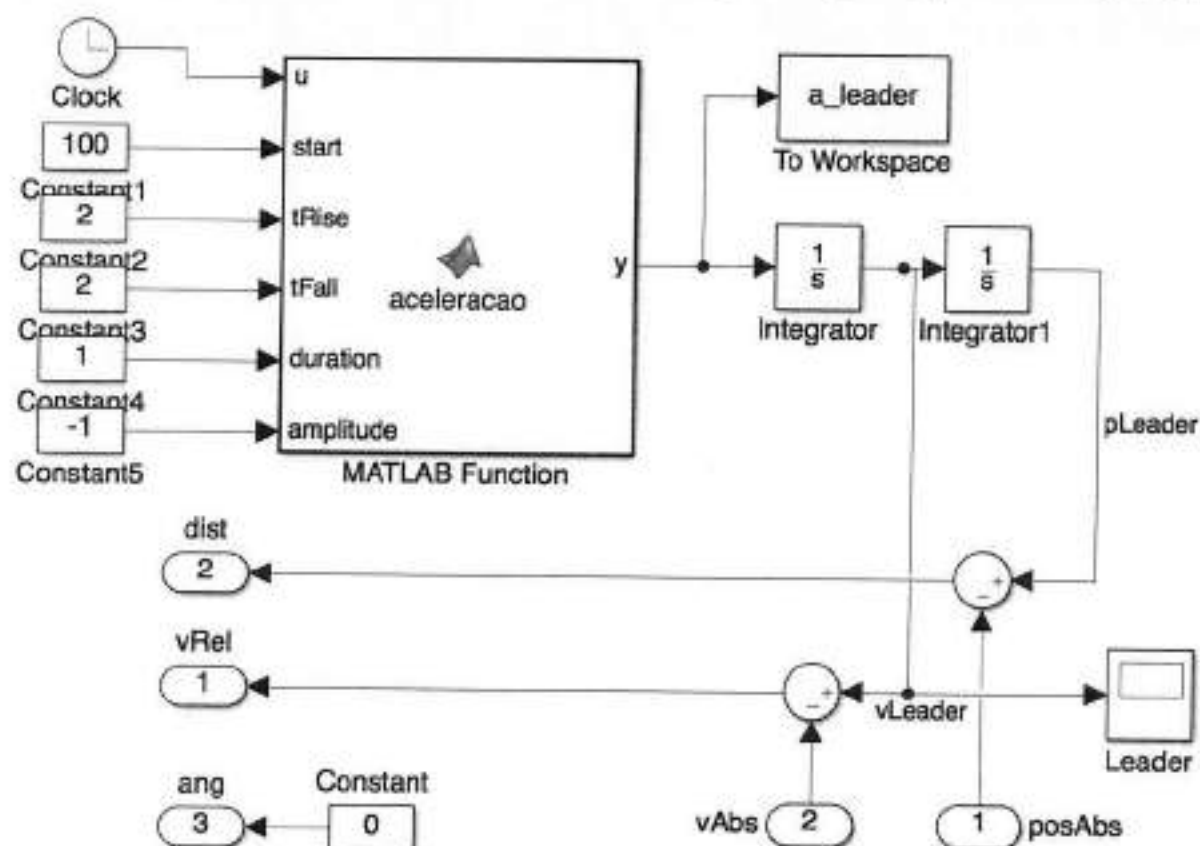 Clock
100
Constant1
2
Constant2
2
Constant3
1
Constant4
-1
Constant5
u
start
tRise
tFall
duration
amplitude
aceleracao
y
MATLAB Function
a_leader
To Workspace
1
s
Integrator
1
s
Integrator1
pLeader
dist
2
+
-
vRel
1
+
-
vLeader
Leader
ang
3
Constant
0
vAbs
2
1
posAbs